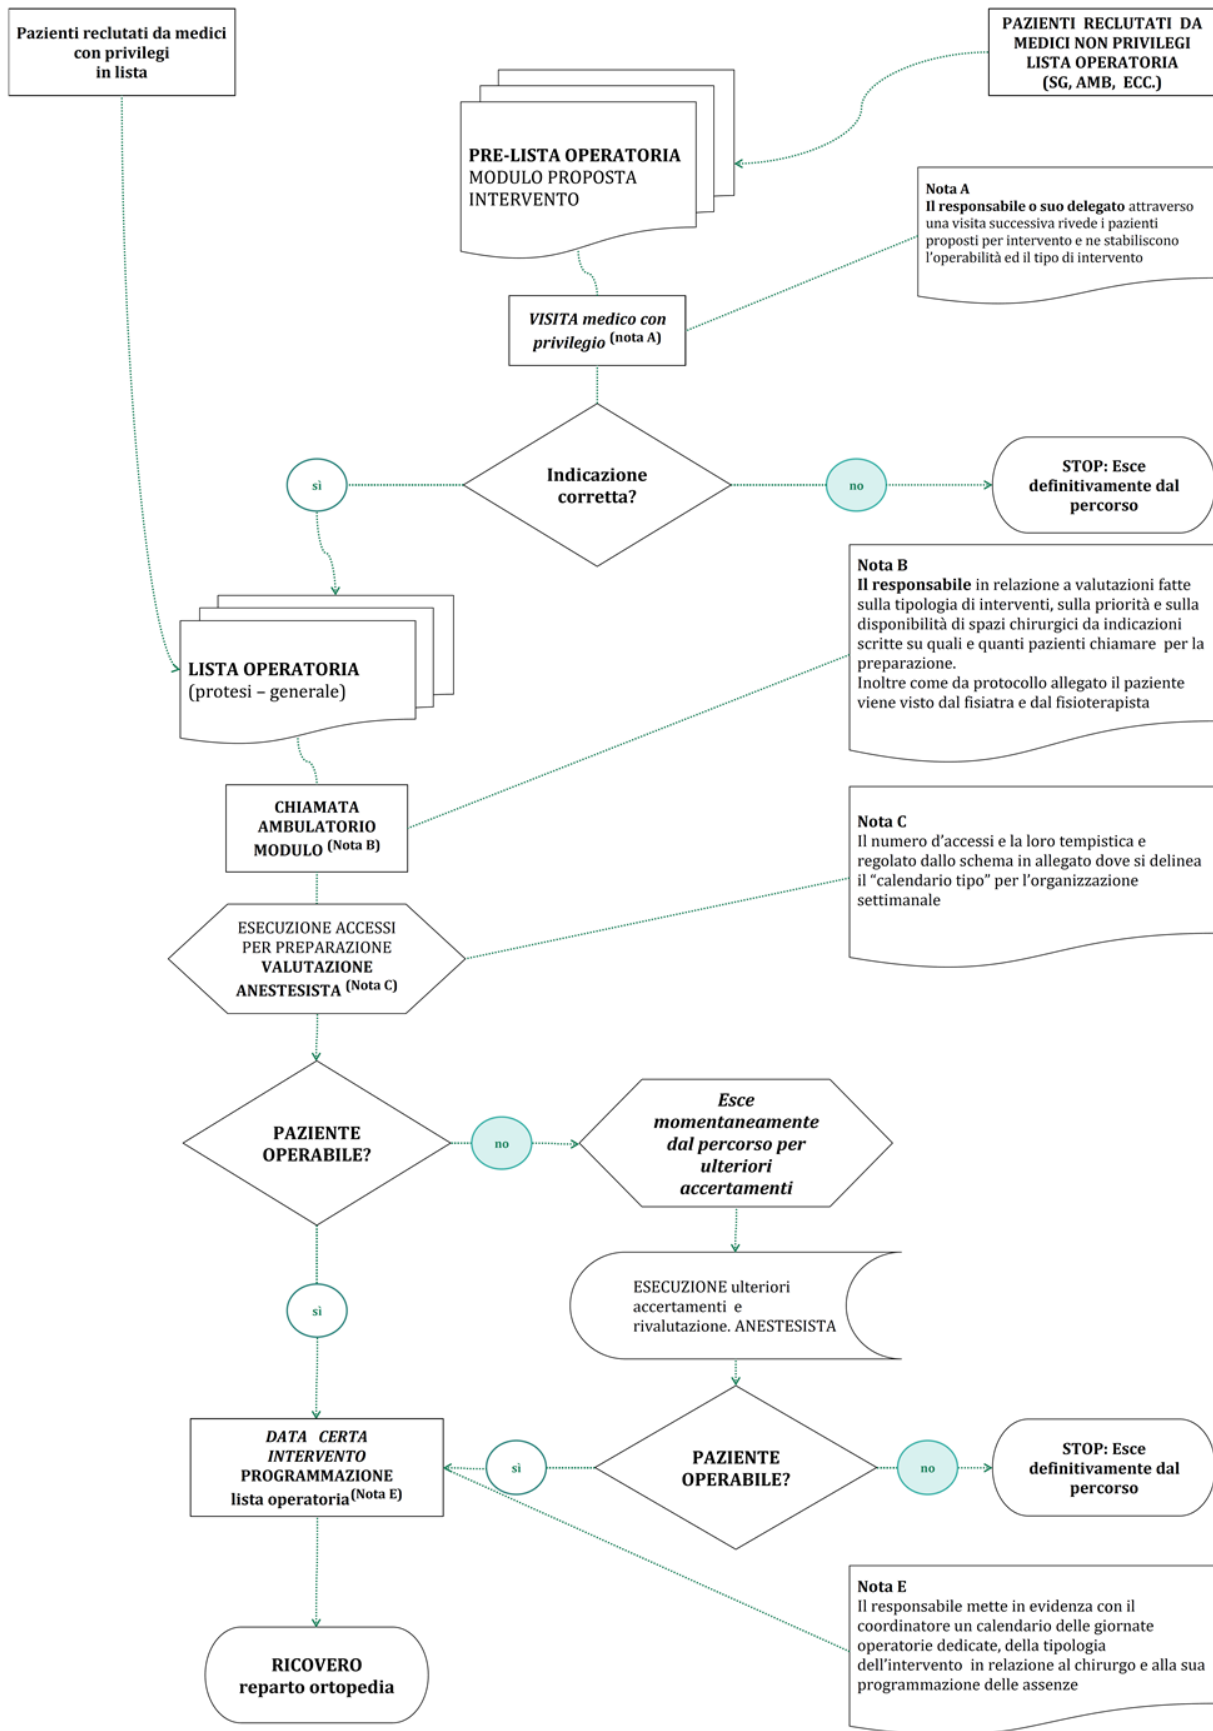 Pazienti reclutati da medici
con privilegi
in lista
PAZIENTI RECLUTATI DA
MEDICI NON PRIVILEGI
LISTA OPERATORIA
(SG, AMB, ECC.)
PRE-LISTA OPERATORIA
MODULO PROPOSTA
INTERVENTO
Nota A
Il responsabile o suo delegato attraverso
una visita successiva rivede i pazienti
proposti per intervento e ne stabiliscono
l'operabilità ed il tipo di intervento
VISITA medico con
privilegio (nota A)
Indicazione
corretta?
sì
no
STOP: Esce
definitivamente dal
percorso
Nota B
Il responsabile in relazione a valutazioni fatte
sulla tipologia di interventi, sulla priorità e sulla
disponibilità di spazi chirurgici da indicazioni
scritte su quali e quanti pazienti chiamare per la
preparazione.
Inoltre come da protocollo allegato il paziente
viene visto dal fisiatra e dal fisioterapista
LISTA OPERATORIA
(protesi – generale)
CHIAMATA
AMBULATORIO
MODULO (Nota B)
Nota C
Il numero d'accessi e la loro tempistica e
regolato dallo schema in allegato dove si delinea
il "calendario tipo" per l'organizzazione
settimanale
ESECUZIONE ACCESSI
PER PREPARAZIONE
VALUTAZIONE
ANESTESISTA (Nota C)
PAZIENTE
OPERABILE?
no
Esce
momentaneamente
dal percorso per
ulteriori
accertamenti
sì
ESECUZIONE ulteriori
accertamenti e
rivalutazione. ANESTESISTA
DATA CERTA
INTERVENTO
PROGRAMMAZIONE
lista operatoria(Nota E)
sì
PAZIENTE
OPERABILE?
no
STOP: Esce
definitivamente dal
percorso
Nota E
Il responsabile mette in evidenza con il
coordinatore un calendario delle giornate
operatorie dedicate, della tipologia
dell'intervento in relazione al chirurgo e alla sua
programmazione delle assenze
RICOVERO
reparto ortopedia